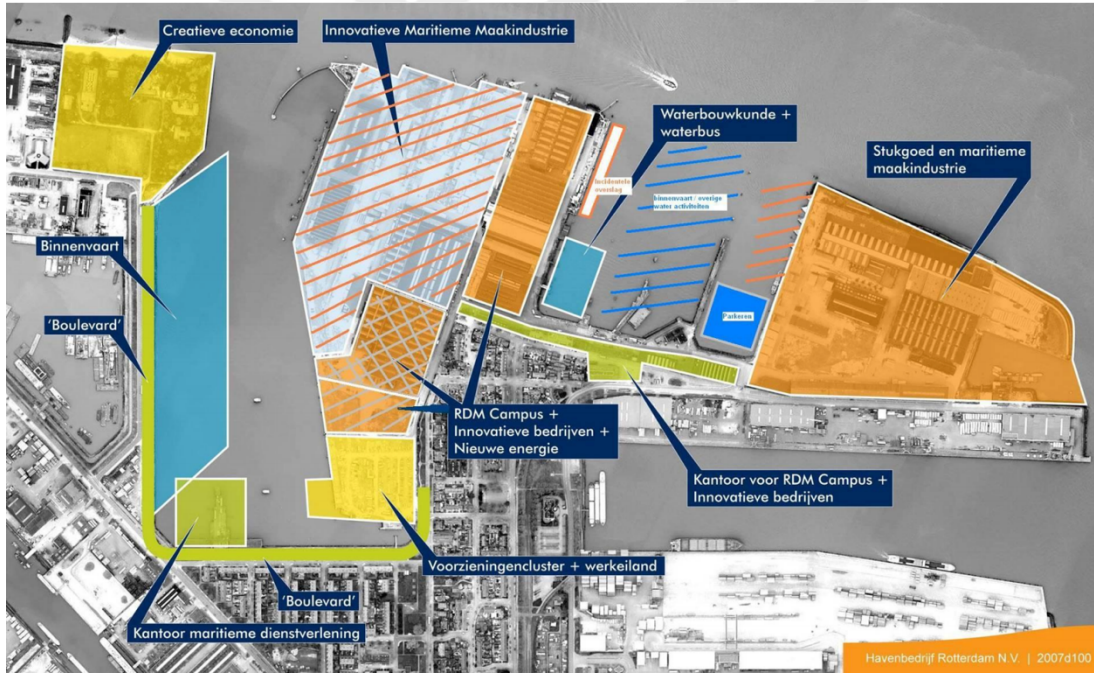 Creatieve economie
Innovatieve Maritieme Maakindustrie
Waterbouwkunde +
waterbus
Stukgoed en maritieme
maakindustrie
Incidentele
overslag
binnenvaart / overige
water activiteiten
Binnenvaart
'Boulevard'
Parkeren
RDM Campus +
Innovatieve bedrijven +
Nieuwe energie
Kantoor voor RDM Campus +
Innovatieve bedrijven
Voorzieningencluster + werkeiland
'Boulevard'
Kantoor maritieme dienstverlening
Havenbedrijf Rotterdam N.V. | 2007d100